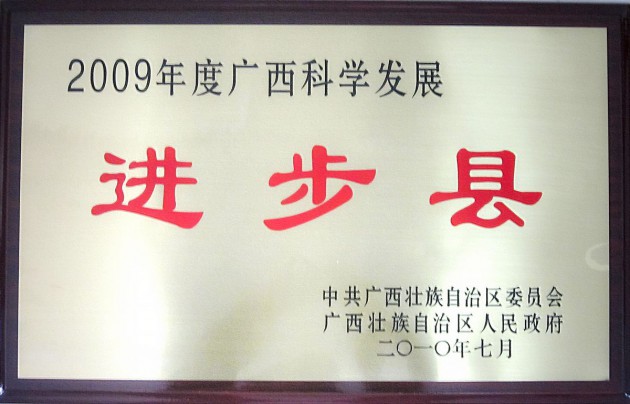 2009年度广西科学发展
进步县
中共广西壮族自治区委员会
广西壮族自治区人民政府
二〇一〇年七月